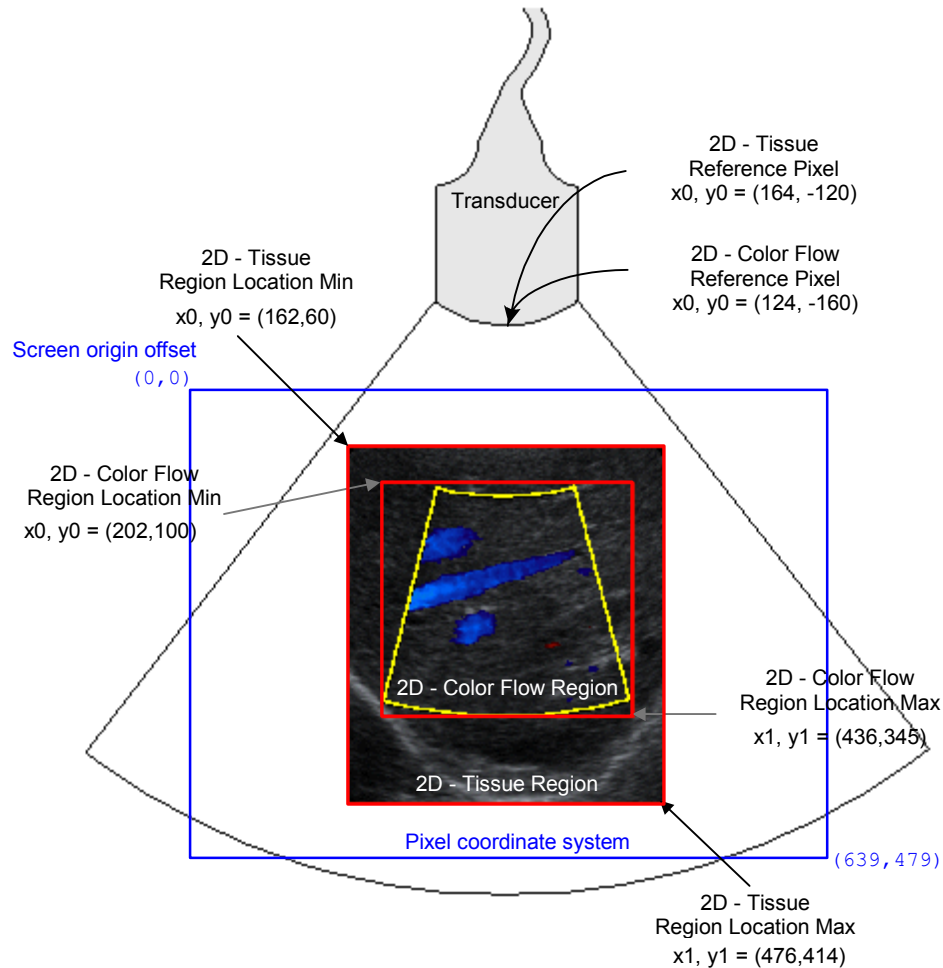 2D - Tissue
Reference Pixel
x0, y0 = (164, -120)
Transducer
2D - Tissue
Region Location Min
x0, y0 = (162,60)
2D - Color Flow
Reference Pixel
x0, y0 = (124, -160)
Screen origin offset
(0,0)
2D - Color Flow
Region Location Min
x0, y0 = (202,100)
2D - Color Flow Region
2D - Color Flow
Region Location Max
x1, y1 = (436,345)
2D - Tissue Region
Pixel coordinate system
(639,479)
2D - Tissue
Region Location Max
x1, y1 = (476,414)